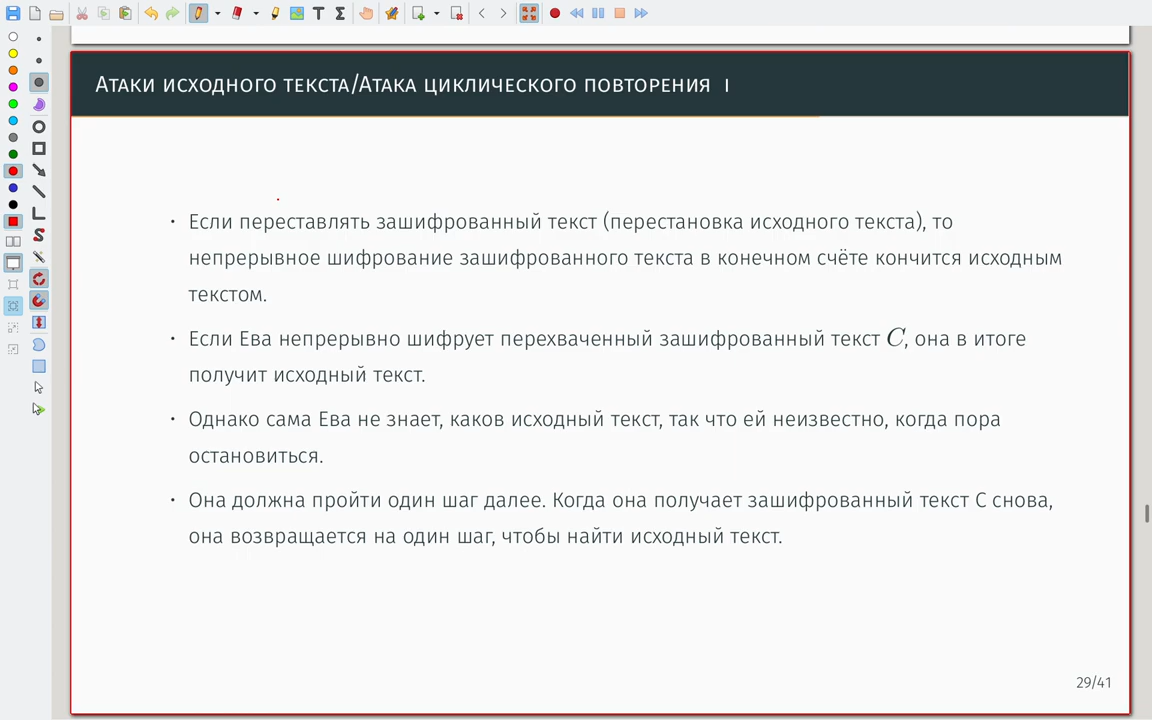 Атаки исходного текста/Атака циклического повторения I
• Если переставлять зашифрованный текст (перестановка исходного текста), то
непрерывное шифрование зашифрованного текста в конечном счёте кончится исходным
текстом.
• Если Ева непрерывно шифрует перехваченный зашифрованный текст C, она в итоге
получит исходный текст.
• Однако сама Ева не знает, каков исходный текст, так что ей неизвестно, когда пора
остановиться.
• Она должна пройти один шаг далее. Когда она получает зашифрованный текст C снова,
она возвращается на один шаг, чтобы найти исходный текст.
29/41